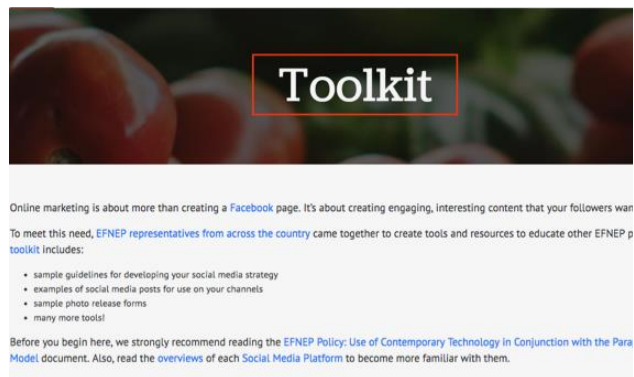 Toolkit
Online marketing is about more than creating a Facebook page. It's about creating engaging, interesting content that your followers wan
To meet this need, EFNEP representatives from across the country came together to create tools and resources to educate other EFNEP p
toolkit includes:
• sample guidelines for developing your social media strategy
• examples of social media posts for use on your channels
• sample photo release forms
• many more tools!
Before you begin here, we strongly recommend reading the EFNEP Policy: Use of Contemporary Technology in Conjunction with the Para
Model document. Also, read the overviews of each Social Media Platform to become more familiar with them.